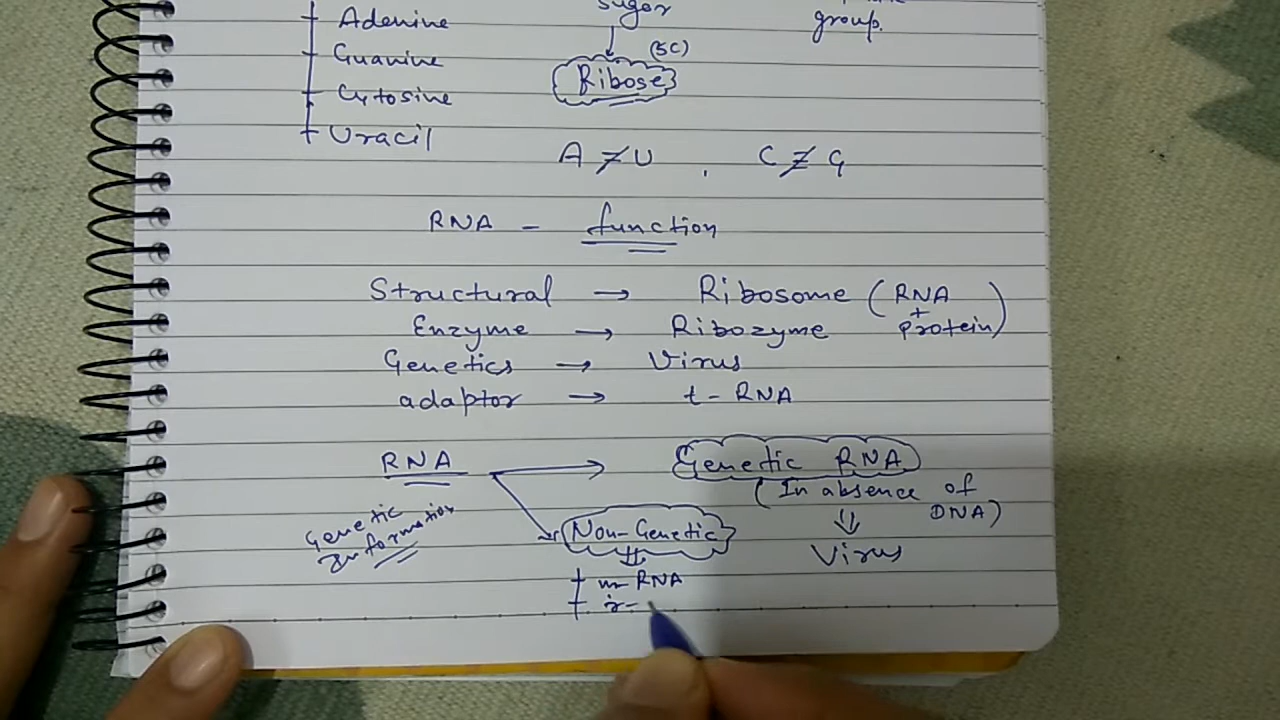 Adenine
sugar
group.
Guanine
(5C)
Ribose
Cytosine
Uracil
A ≠ U , C ≢ G
RNA - function
Structural → Ribosome (RNA + protein)
Enzyme → Ribozyme
Genetics → Virus
adaptor → t - RNA
RNA → Genetic RNA
(In absence of DNA)
⇓
Virus
Genetic Information
Non-Genetic
⇓
m- RNA
r-